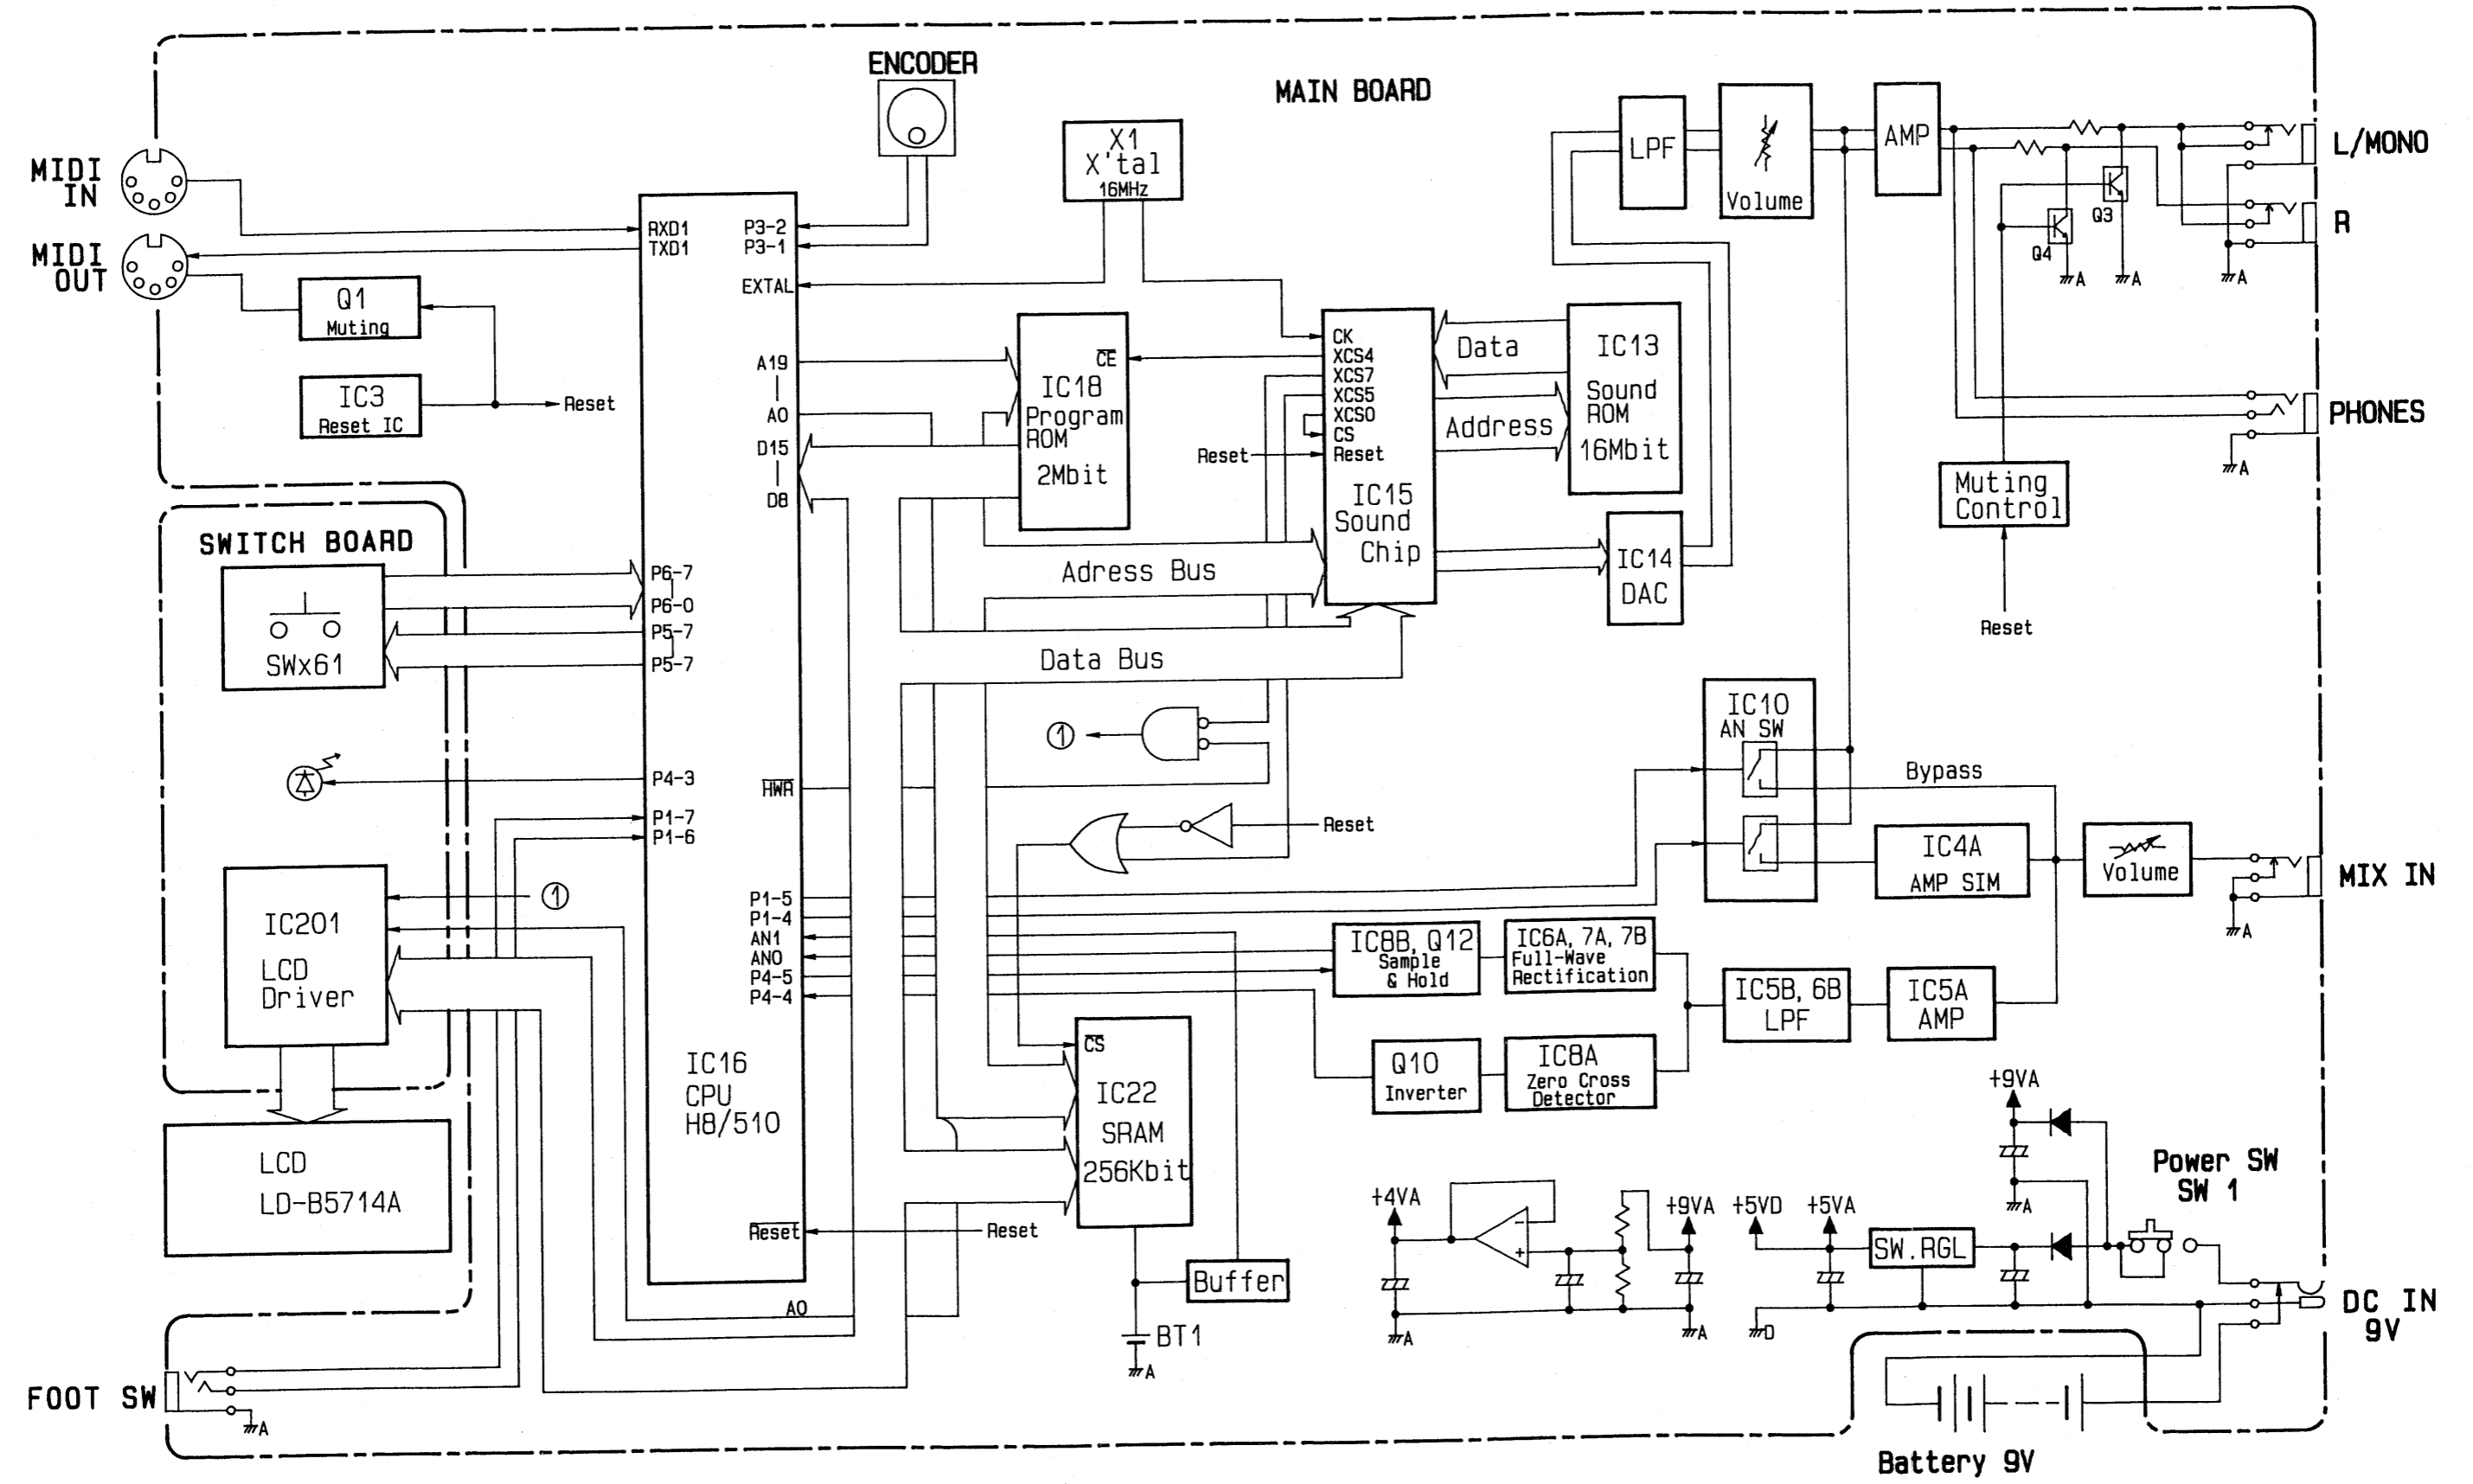 MAIN BOARD
ENCODER
X1
X'tal
16MHz
MIDI
IN
MIDI
OUT
Q1
Muting
IC3
Reset IC
Reset
RXD1
TXD1
P3-2
P3-1
EXTAL
A19
A0
D15
D8
CE
IC18
Program
ROM
2Mbit
CK
XCS4
XCS7
XCS5
XCS0
CS
Reset
Reset
IC15
Sound
Chip
Data
Address
IC13
Sound
ROM
16Mbit
IC14
DAC
LPF
Volume
AMP
Q3
Q4
A
A
A
L/MONO
R
PHONES
A
Muting
Control
Reset
SWITCH BOARD
SWx61
P6-7
P6-0
P5-7
P5-7
P4-3
P1-7
P1-6
Adress Bus
Data Bus
1
HWR
Reset
IC10
AN SW
Bypass
IC4A
AMP SIM
Volume
MIX IN
A
IC201
LCD
Driver
1
P1-5
P1-4
AN1
AN0
P4-5
P4-4
IC8B, Q12
Sample
& Hold
IC6A, 7A, 7B
Full-Wave
Rectification
IC5B, 6B
LPF
IC5A
AMP
Q10
Inverter
IC8A
Zero Cross
Detector
IC16
CPU
H8/510
CS
IC22
SRAM
256Kbit
LCD
LD-B5714A
Reset
Reset
A0
Buffer
BT1
A
+4VA
+9VA
A
A
+5VD
+5VA
SW.RGL
D
+9VA
A
Power SW
SW 1
DC IN
9V
Battery 9V
FOOT SW
A